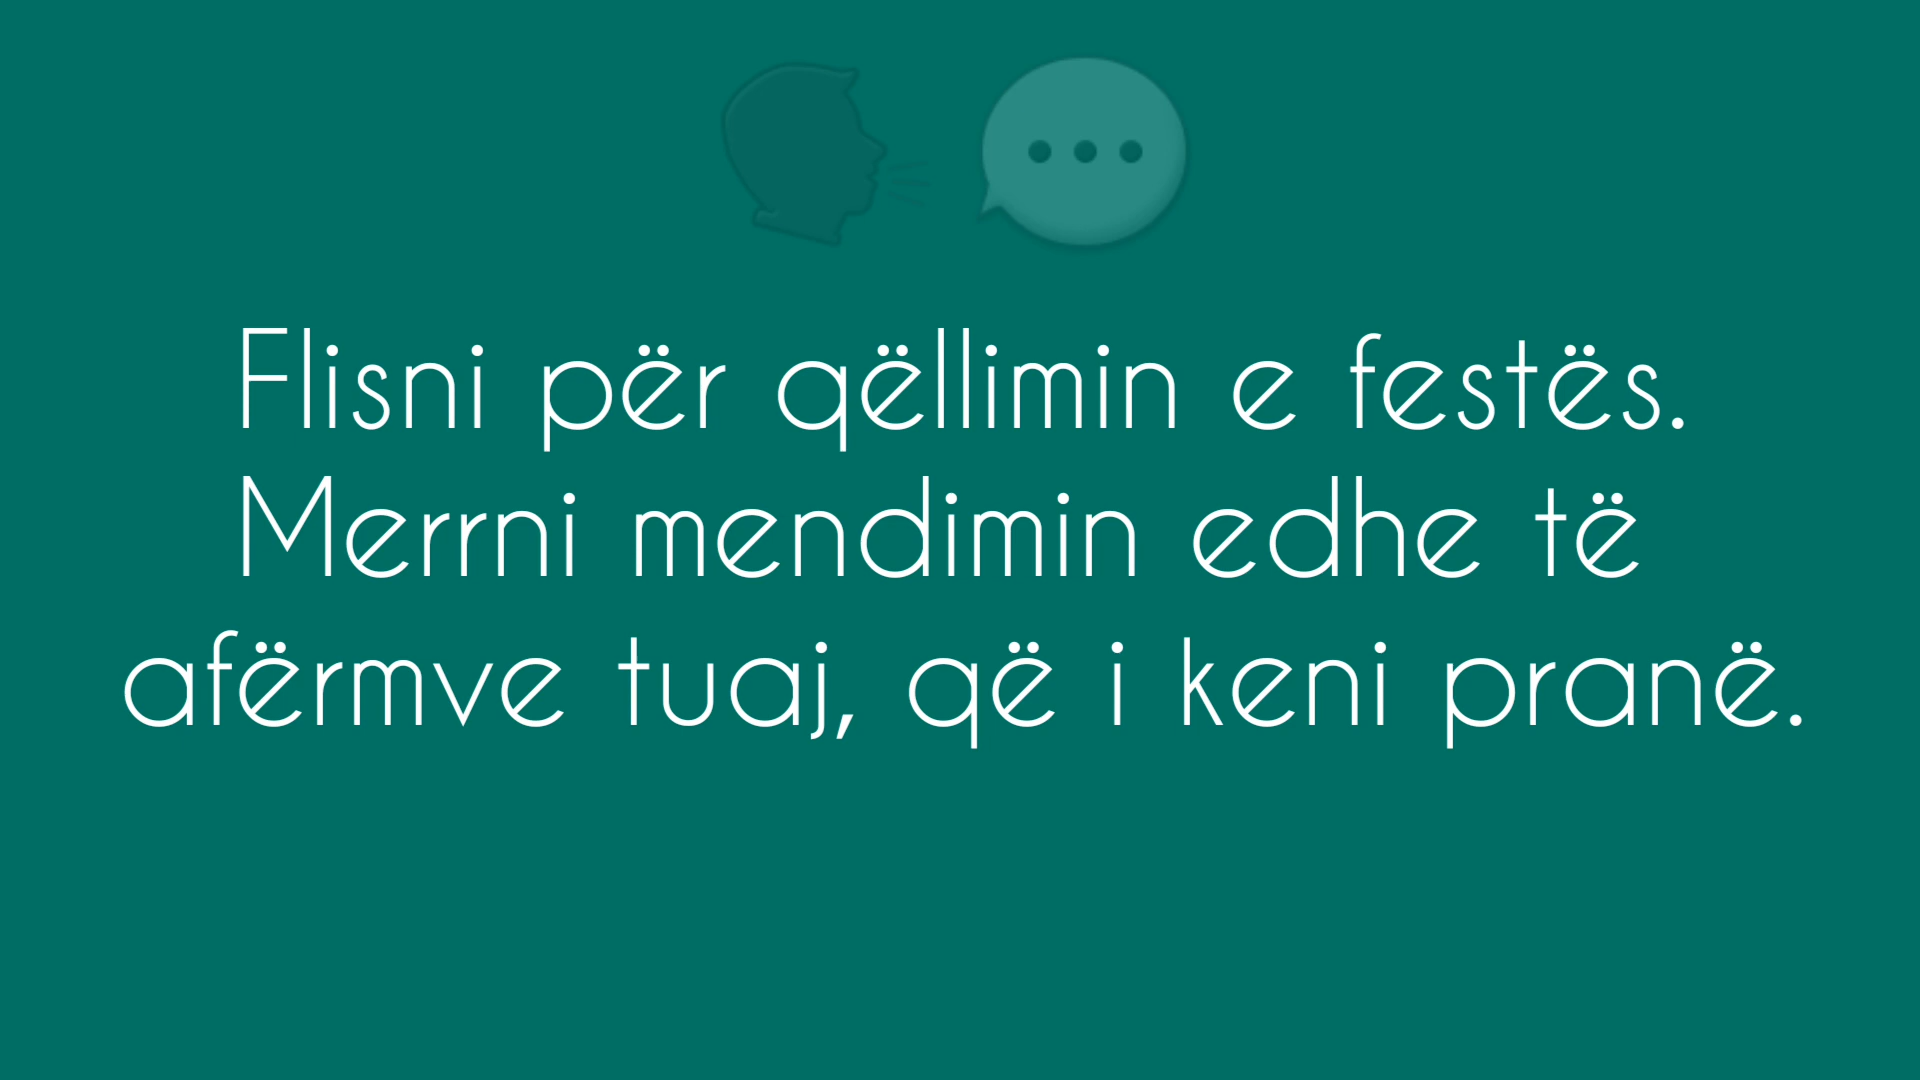 Flisni për qëllimin e festës.
Merrni mendimin edhe të
afërmve tuaj, që i keni pranë.